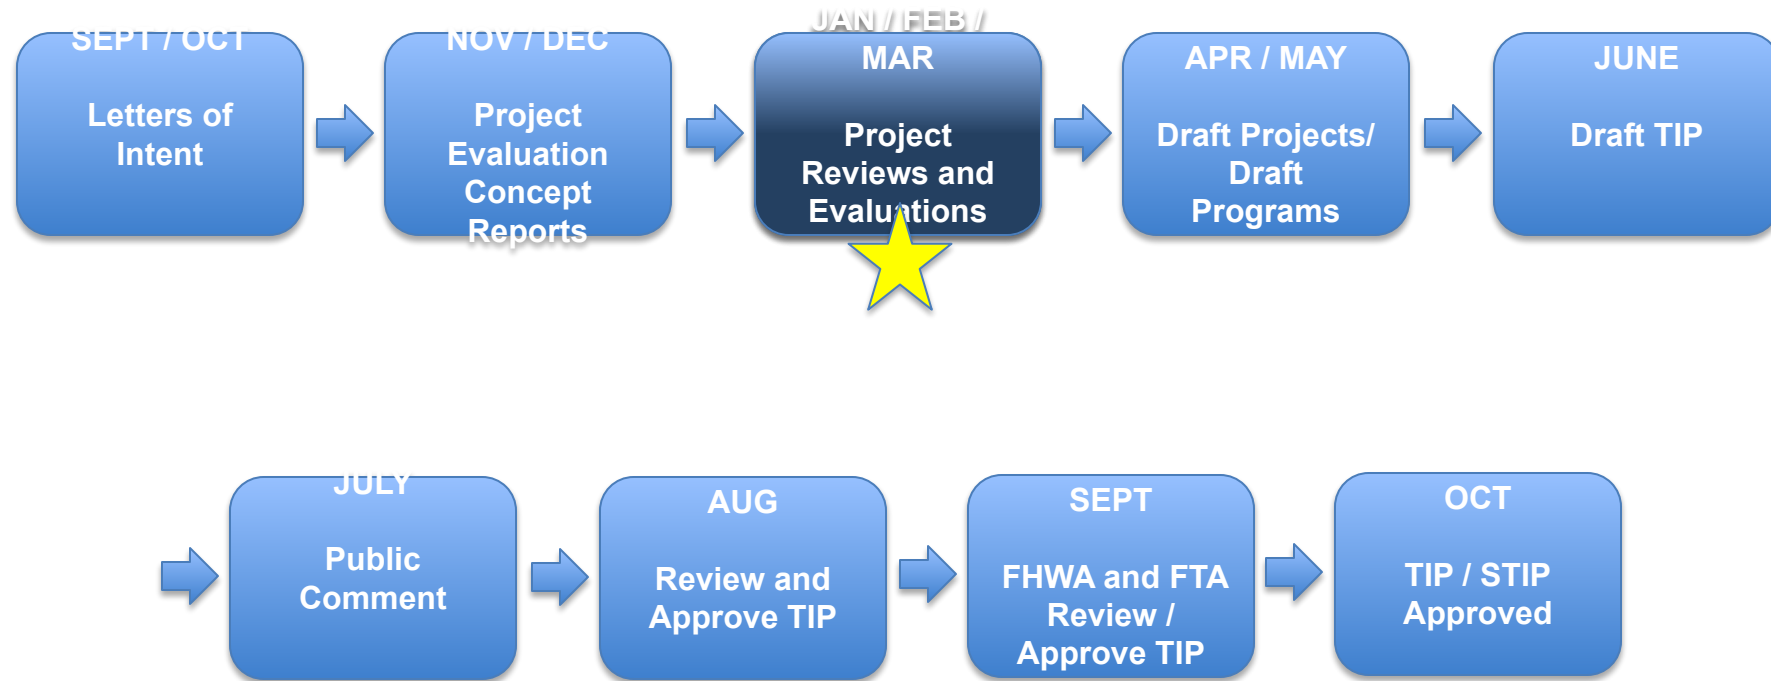 SEPT / OCT
Letters of
Intent
NOV / DEC
Project
Evaluation
Concept
Reports
JAN / FEB /
MAR
Project
Reviews and
Evaluations
APR / MAY
Draft Projects/
Draft
Programs
JUNE
Draft TIP
JULY
Public
Comment
AUG
Review and
Approve TIP
SEPT
FHWA and FTA
Review /
Approve TIP
OCT
TIP / STIP
Approved